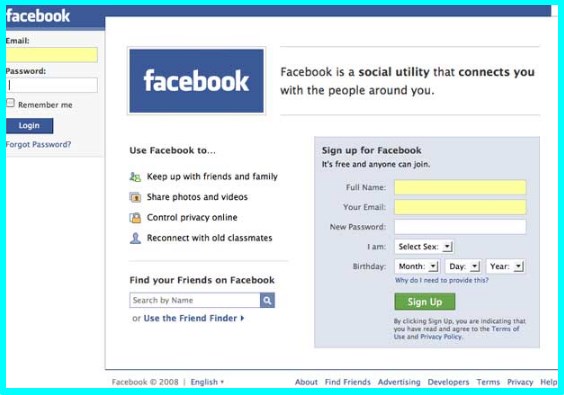 facebook
Email:
Password:
Remember me
Login
Forgot Password?
facebook
Facebook is a social utility that connects you
with the people around you.
Use Facebook to...
Keep up with friends and family
Share photos and videos
Control privacy online
Reconnect with old classmates
Find your Friends on Facebook
Search by Name
or Use the Friend Finder
Sign up for Facebook
It's free and anyone can join.
Full Name:
Your Email:
New Password:
I am: Select Sex:
Birthday: Month: Day: Year:
Why do I need to provide this?
Sign Up
By clicking Sign Up, you are indicating that
you have read and agree to the Terms of
Use and Privacy Policy.
Facebook © 2008 | English
About Find Friends Advertising Developers Terms Privacy Help